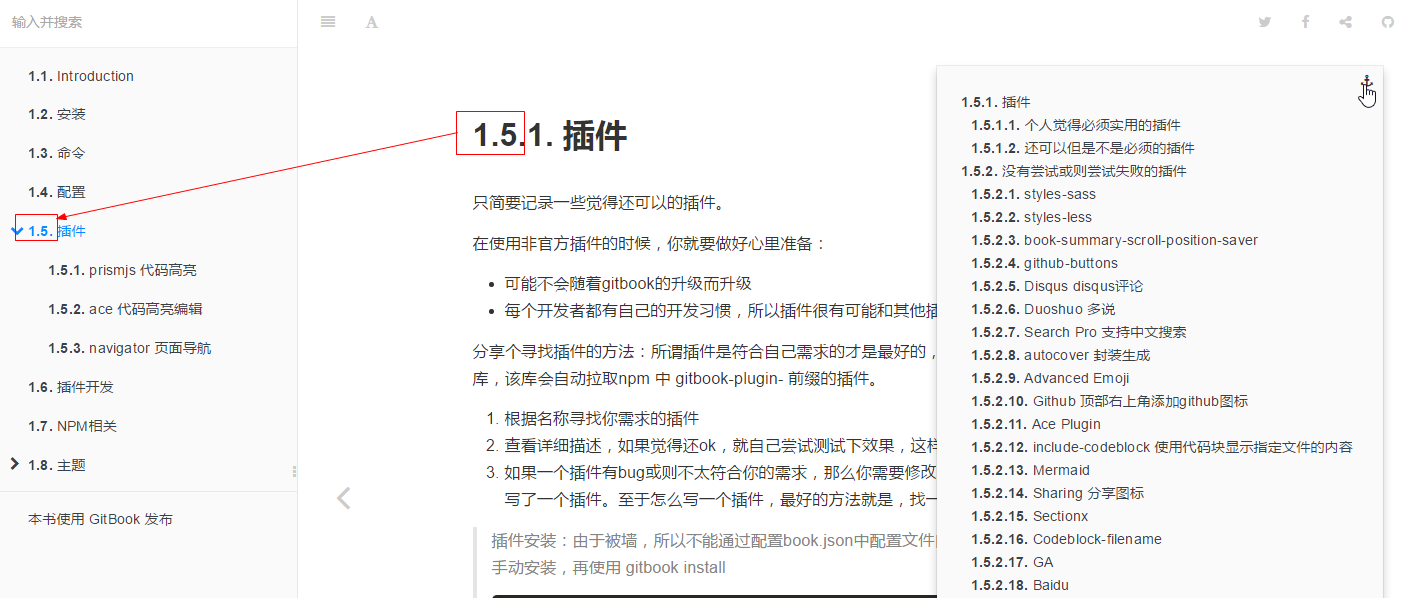 输入并搜索
1.1. Introduction
1.2. 安装
1.3. 命令
1.4. 配置
1.5. 插件
1.5.1. prismjs 代码高亮
1.5.2. ace 代码高亮编辑
1.5.3. navigator 页面导航
1.6. 插件开发
1.7. NPM相关
1.8. 主题
本书使用 GitBook 发布
A
1.5.1. 插件
只简要记录一些觉得还可以的插件。
在使用非官方插件的时候，你就要做好心里准备：
可能不会随着gitbook的升级而升级
每个开发者都有自己的开发习惯，所以插件很有可能和其他插
分享个寻找插件的方法：所谓插件是符合自己需求的才是最好的，
库，该库会自动拉取npm 中 gitbook-plugin- 前缀的插件。
1. 根据名称寻找你需求的插件
2. 查看详细描述，如果觉得还ok，就自己尝试测试下效果，这样
3. 如果一个插件有bug或则不太符合你的需求，那么你需要修改
写了一个插件。至于怎么写一个插件，最好的方法就是，找一
插件安装：由于被墙，所以不能通过配置book.json中配置文件
手动安装，再使用 gitbook install
1.5.1. 插件
1.5.1.1. 个人觉得必须实用的插件
1.5.1.2. 还可以但是不是必须的插件
1.5.2. 没有尝试或则尝试失败的插件
1.5.2.1. styles-sass
1.5.2.2. styles-less
1.5.2.3. book-summary-scroll-position-saver
1.5.2.4. github-buttons
1.5.2.5. Disqus disqus评论
1.5.2.6. Duoshuo 多说
1.5.2.7. Search Pro 支持中文搜索
1.5.2.8. autocover 封装生成
1.5.2.9. Advanced Emoji
1.5.2.10. Github 顶部右上角添加github图标
1.5.2.11. Ace Plugin
1.5.2.12. include-codeblock 使用代码块显示指定文件的内容
1.5.2.13. Mermaid
1.5.2.14. Sharing 分享图标
1.5.2.15. Sectionx
1.5.2.16. Codeblock-filename
1.5.2.17. GA
1.5.2.18. Baidu